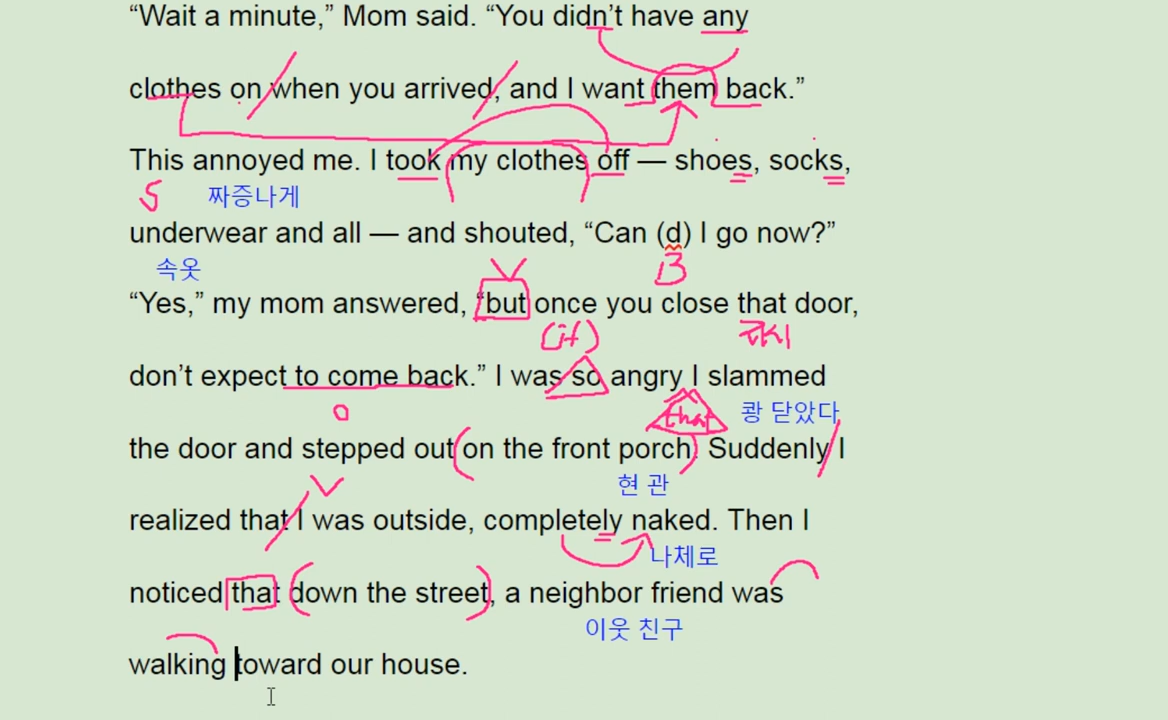 “Wait a minute,” Mom said. “You didn’t have any
clothes on when you arrived, and I want them back.”
This annoyed me. I took my clothes off — shoes, socks,
S 짜증나게
underwear and all — and shouted, “Can (d) I go now?”
속옷
“Yes,” my mom answered, “but once you close that door,
(if)
don’t expect to come back.” I was so angry I slammed
that 쾅 닫았다
the door and stepped out on the front porch. Suddenly I
현 관
realized that I was outside, completely naked. Then I
나체로
noticed that down the street, a neighbor friend was
이웃 친구
walking toward our house.